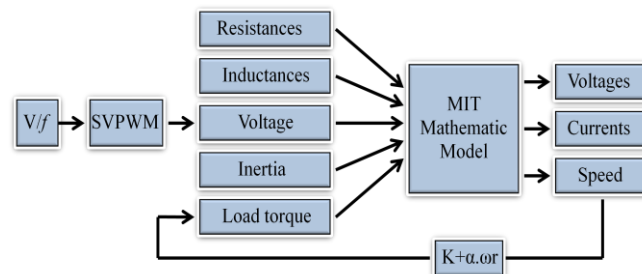 Resistances
Inductances
V/f
SVPWM
Voltage
Inertia
Load torque
MIT
Mathematic
Model
Voltages
Currents
Speed
K+α.ωr